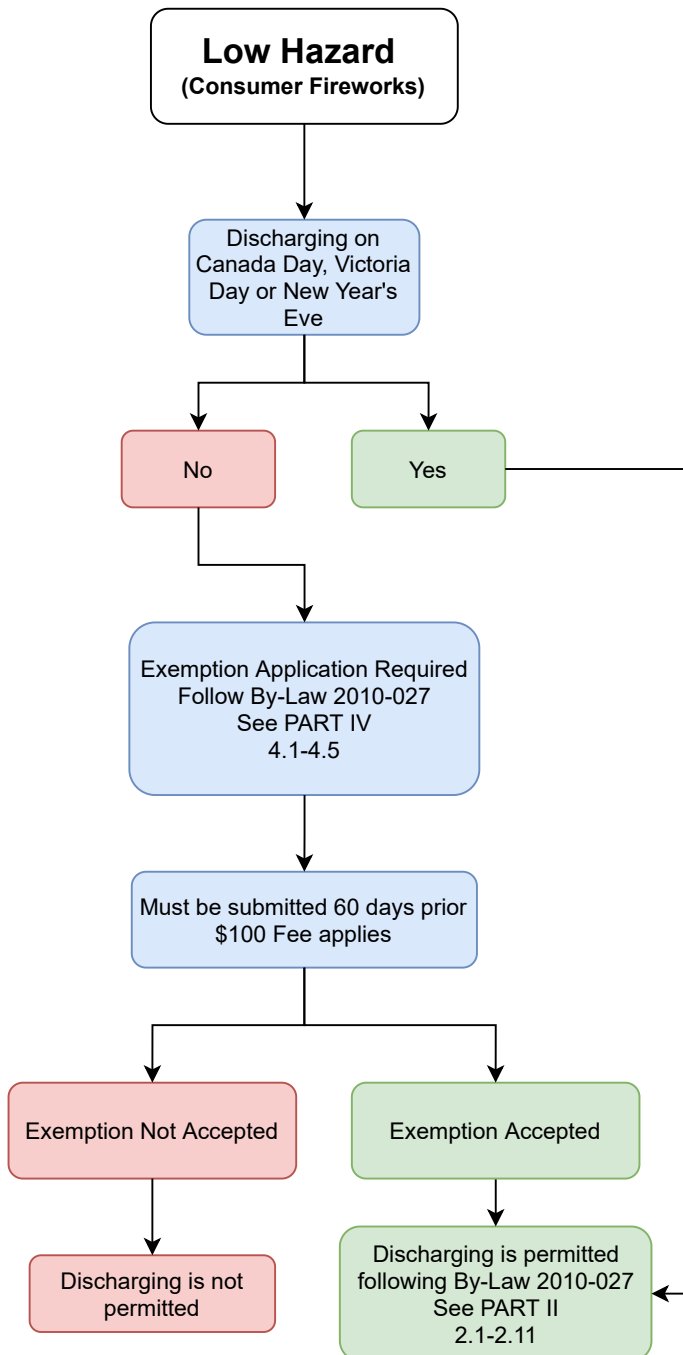 Low Hazard
(Consumer Fireworks)
Discharging on
Canada Day, Victoria
Day or New Year's
Eve
No
Yes
Exemption Application Required
Follow By-Law 2010-027
See PART IV
4.1-4.5
Must be submitted 60 days prior
$100 Fee applies
Exemption Not Accepted
Exemption Accepted
Discharging is not
permitted
Discharging is permitted
following By-Law 2010-027
See PART II
2.1-2.11